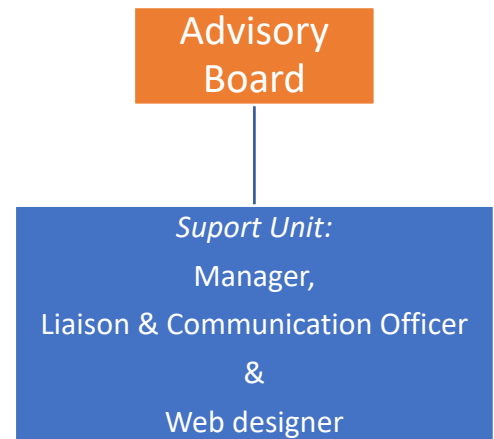 Advisory
Board
Suport Unit:
Manager,
Liaison & Communication Officer
&
Web designer